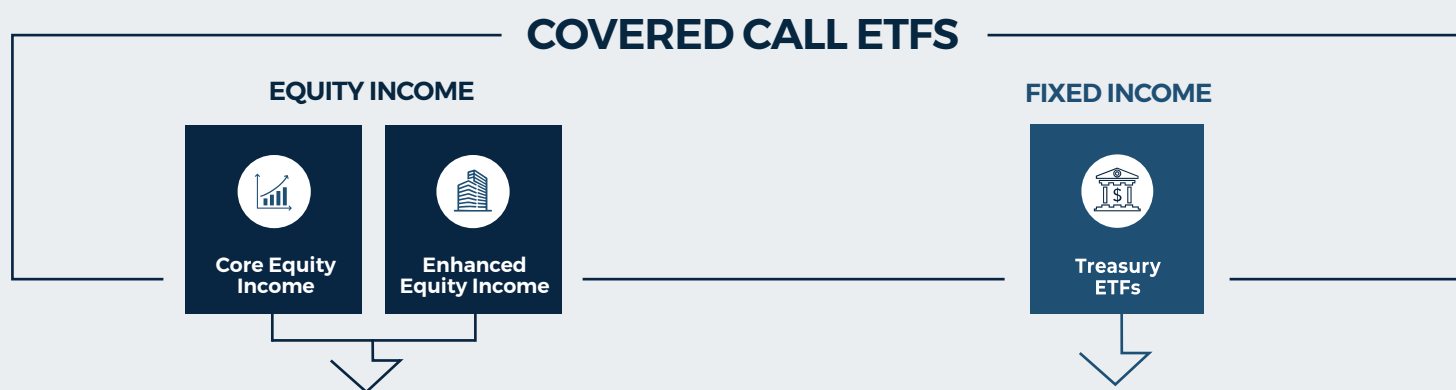 COVERED CALL ETFS
EQUITY INCOME
FIXED INCOME
Core Equity
Income
Enhanced
Equity Income
$
Treasury
ETFs